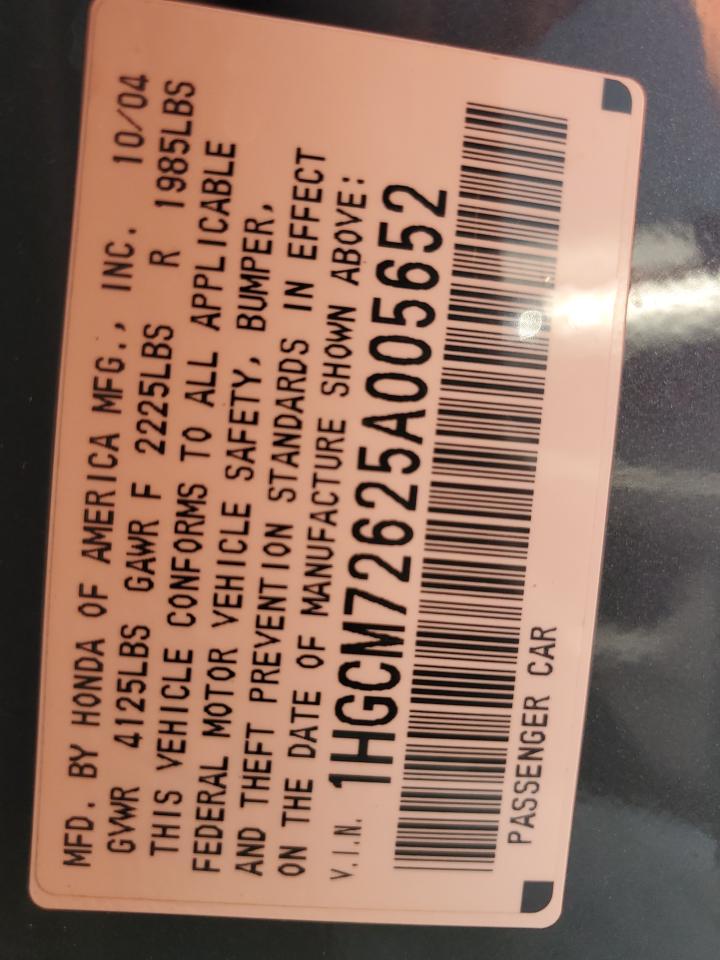 MFD. BY HONDA OF AMERICA MFG., INC. 10/04
GVWR 4125LBS GAWR F 2225LBS R 1985LBS
THIS VEHICLE CONFORMS TO ALL APPLICABLE
FEDERAL MOTOR VEHICLE SAFETY, BUMPER,
AND THEFT PREVENTION STANDARDS IN EFFECT
ON THE DATE OF MANUFACTURE SHOWN ABOVE:
V.I.N. 1HGCM72625A005652
PASSENGER CAR